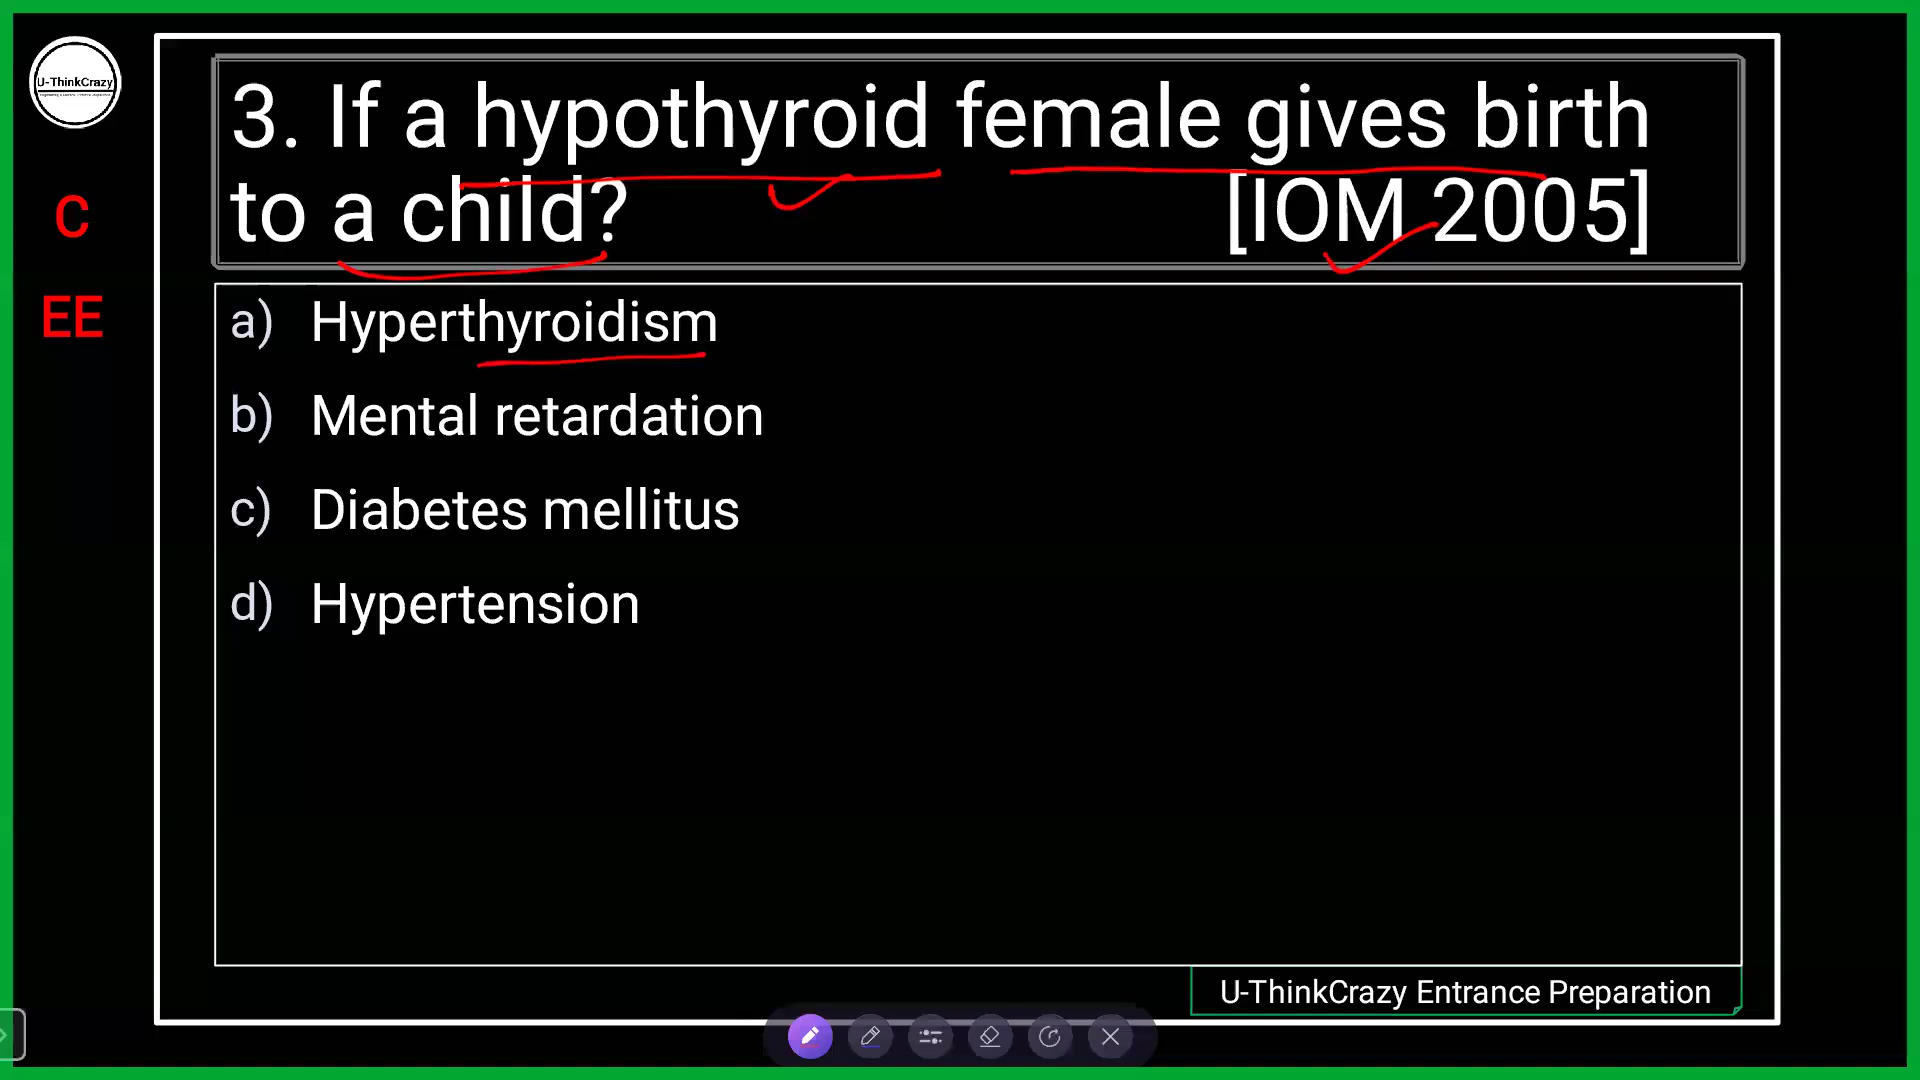 U-ThinkCrazy
3. If a hypothyroid female gives birth
to a child? [IOM 2005]
C
EE
a) Hyperthyroidism
b) Mental retardation
c) Diabetes mellitus
d) Hypertension
U-ThinkCrazy Entrance Preparation